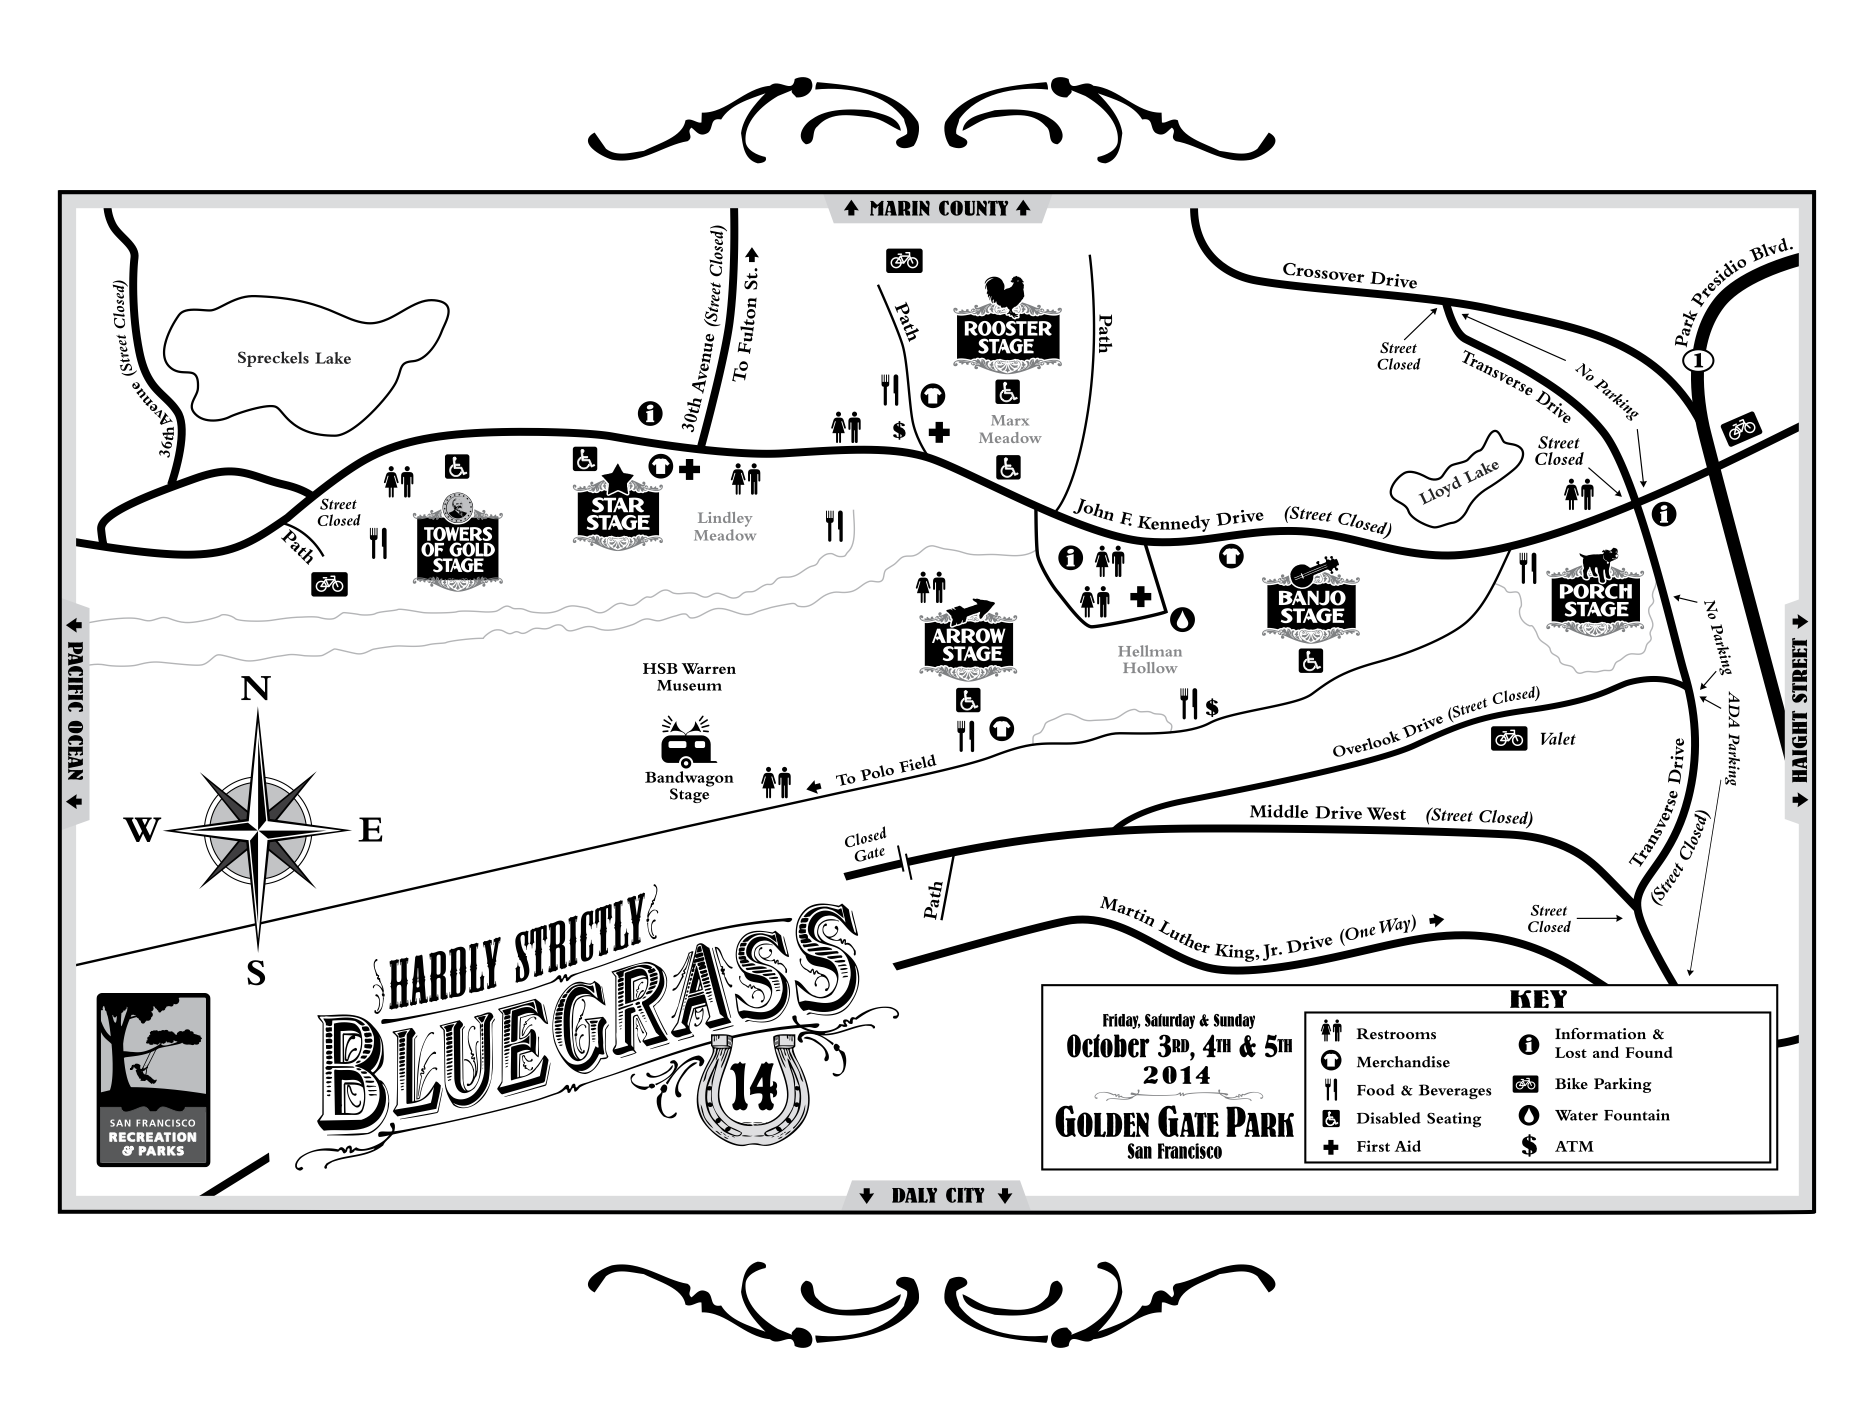 MARIN COUNTY
Crossover Drive
Park Presidio Blvd.
1
36th Avenue (Street Closed)
Spreckels Lake
30th Avenue (Street Closed)
To Fulton St.
Path
ROOSTER
STAGE
Path
Marx
Meadow
$
Street
Closed
No Parking
Transverse Drive
Street
Closed
Lloyd Lake
Street
Closed
Path
TOWERS
OF GOLD
STAGE
STAR
STAGE
Lindley
Meadow
John F. Kennedy Drive (Street Closed)
BANJO
STAGE
PORCH
STAGE
ARROW
STAGE
Hellman
Hollow
$
No Parking
ADA Parking
PACIFIC OCEAN
HAIGHT STREET
HSB Warren
Museum
Bandwagon
Stage
To Polo Field
Overlook Drive (Street Closed)
Valet
Middle Drive West (Street Closed)
Transverse Drive
(Street Closed)
Closed
Gate
Path
Martin Luther King, Jr. Drive (One Way)
Street
Closed
N
W
E
S
HARDLY STRICTLY
BLUEGRASS
14
SAN FRANCISCO
RECREATION
& PARKS
Friday, Saturday & Sunday
October 3RD, 4TH & 5TH
2014
GOLDEN GATE PARK
San Francisco
KEY
Restrooms
Merchandise
Food & Beverages
Disabled Seating
First Aid
Information &
Lost and Found
Bike Parking
Water Fountain
$ ATM
DALY CITY